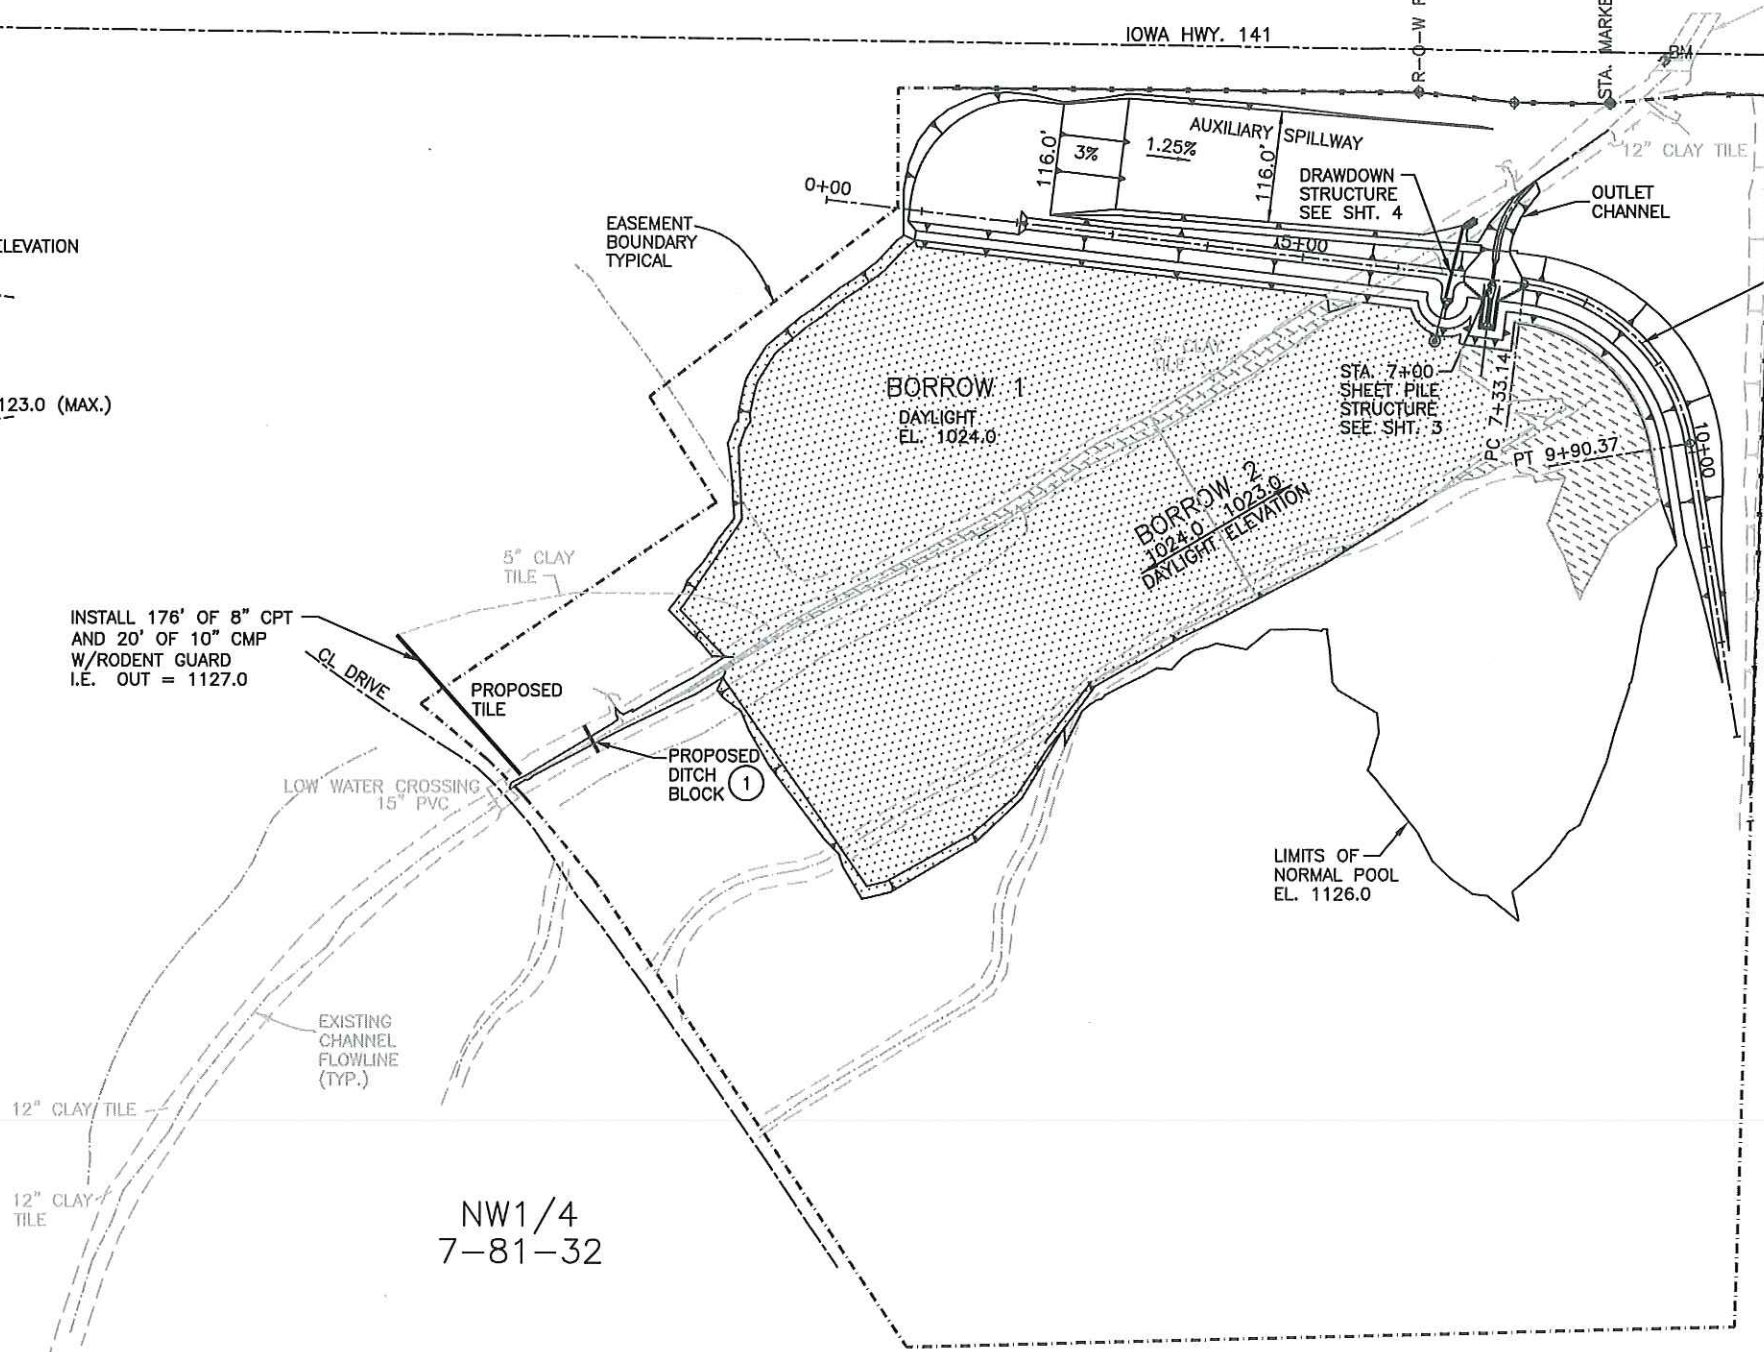 IOWA HWY. 141
R-O-W
STA. MARKE
BM
ELEVATION
123.0 (MAX.)
0+00
EASEMENT
BOUNDARY
TYPICAL
116.0'
3%
1.25%
AUXILIARY SPILLWAY
116.0'
DRAWDOWN
STRUCTURE
SEE SHT. 4
12" CLAY TILE
OUTLET
CHANNEL
5+00
CLAY
TILE
BORROW 1
DAYLIGHT
EL. 1024.0
STA. 7+00
SHEET PILE
STRUCTURE
SEE SHT. 3
PC 7+33.14
PT 9+90.37
10+00
BORROW 2
1024.0 - 1023.0
DAYLIGHT ELEVATION
5" CLAY
TILE
INSTALL 176' OF 8" CPT
AND 20' OF 10" CMP
W/RODENT GUARD
I.E. OUT = 1127.0
CL DRIVE
PROPOSED
TILE
LOW WATER CROSSING
15" PVC
PROPOSED
DITCH
BLOCK 1
LIMITS OF
NORMAL POOL
EL. 1126.0
EXISTING
CHANNEL
FLOWLINE
(TYP.)
12" CLAY TILE
12" CLAY
TILE
NW1/4
7-81-32